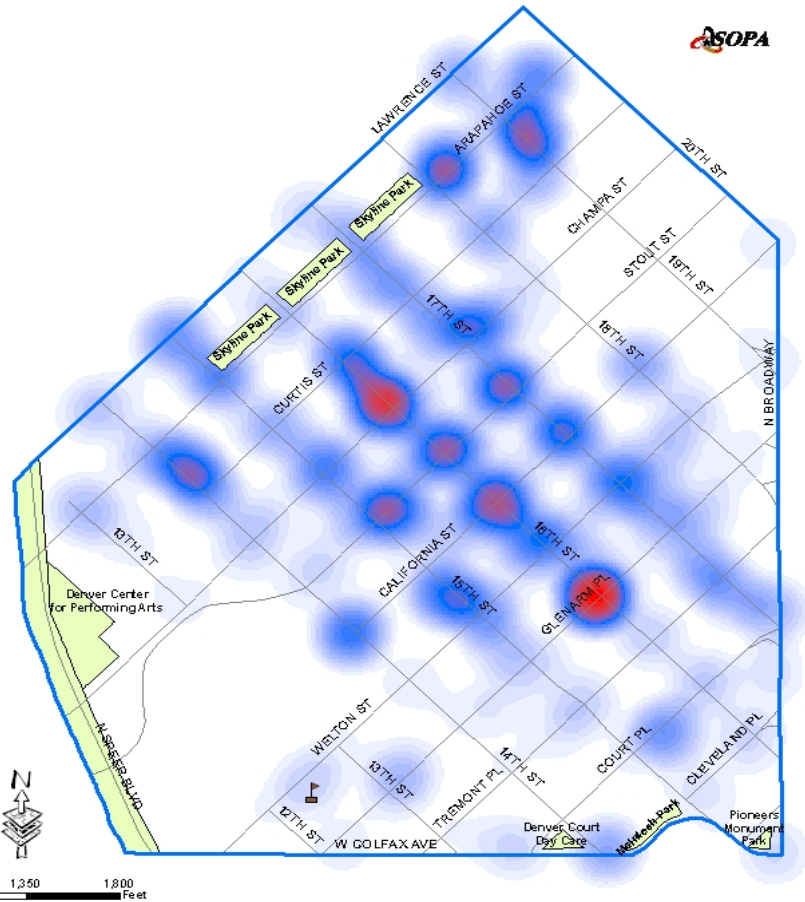 ASOPA
LAWRENCE ST
ARAPAHOE ST
20TH ST
Skyline Park
CHAMPA ST
Skyline Park
STOUT ST
19TH ST
Skyline Park
17TH ST
18TH ST
CURTIS ST
N BROADWAY
13TH ST
CALIFORNIA ST
16TH ST
Denver Center
for Performing Arts
15TH ST
GLENARM PL
WELTON ST
N SPEER BLVD
COURT PL
CLEVELAND PL
14TH ST
13TH ST
TREMONT PL
N
12TH ST
W COLFAX AVE
Denver Court
Day Care
McIntosh Park
Pioneers
Monument
Park
1,350 1,800
Feet